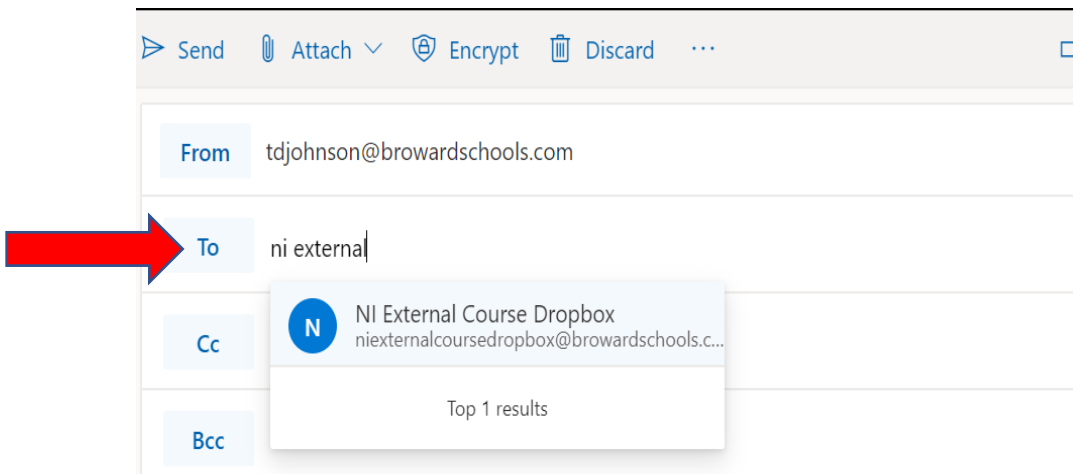 Send Attach Encrypt Discard ...
From tdjohnson@browardschools.com
To ni external
N NI External Course Dropbox
niexternalcoursedropbox@browardschools.c...
Cc
Top 1 results
Bcc